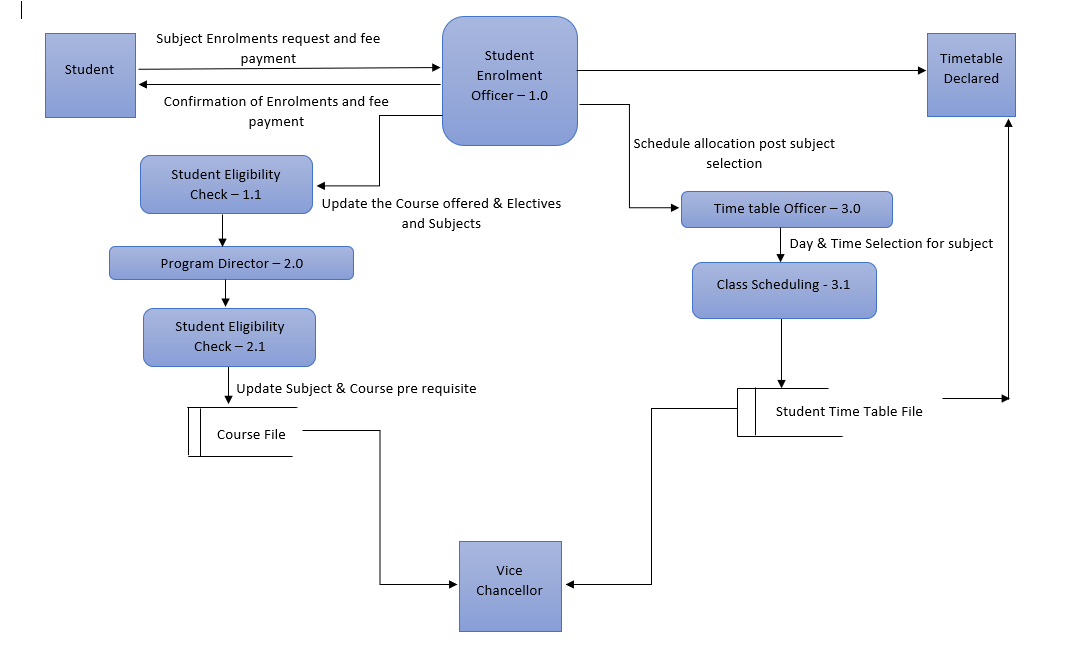 Subject Enrolments request and fee
payment
Student
Student
Enrolment
Officer – 1.0
Timetable
Declared
Confirmation of Enrolments and fee
payment
Schedule allocation post subject
selection
Student Eligibility
Check – 1.1
Update the Course offered & Electives
and Subjects
Time table Officer – 3.0
Day & Time Selection for subject
Program Director – 2.0
Class Scheduling - 3.1
Student Eligibility
Check – 2.1
Update Subject & Course pre requisite
Student Time Table File
Course File
Vice
Chancellor